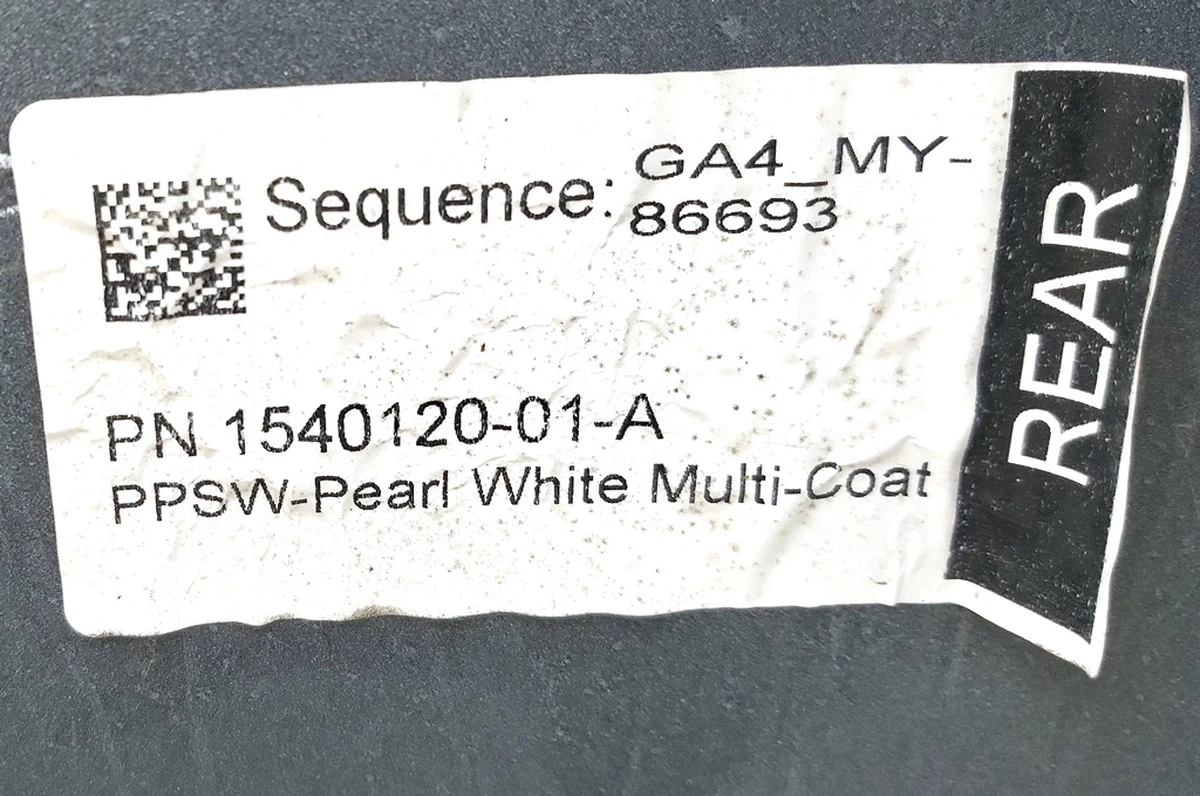 Sequence: GA4_MY-
86693
PN 1540120-01-A
PPSW-Pearl White Multi-Coat
REAR